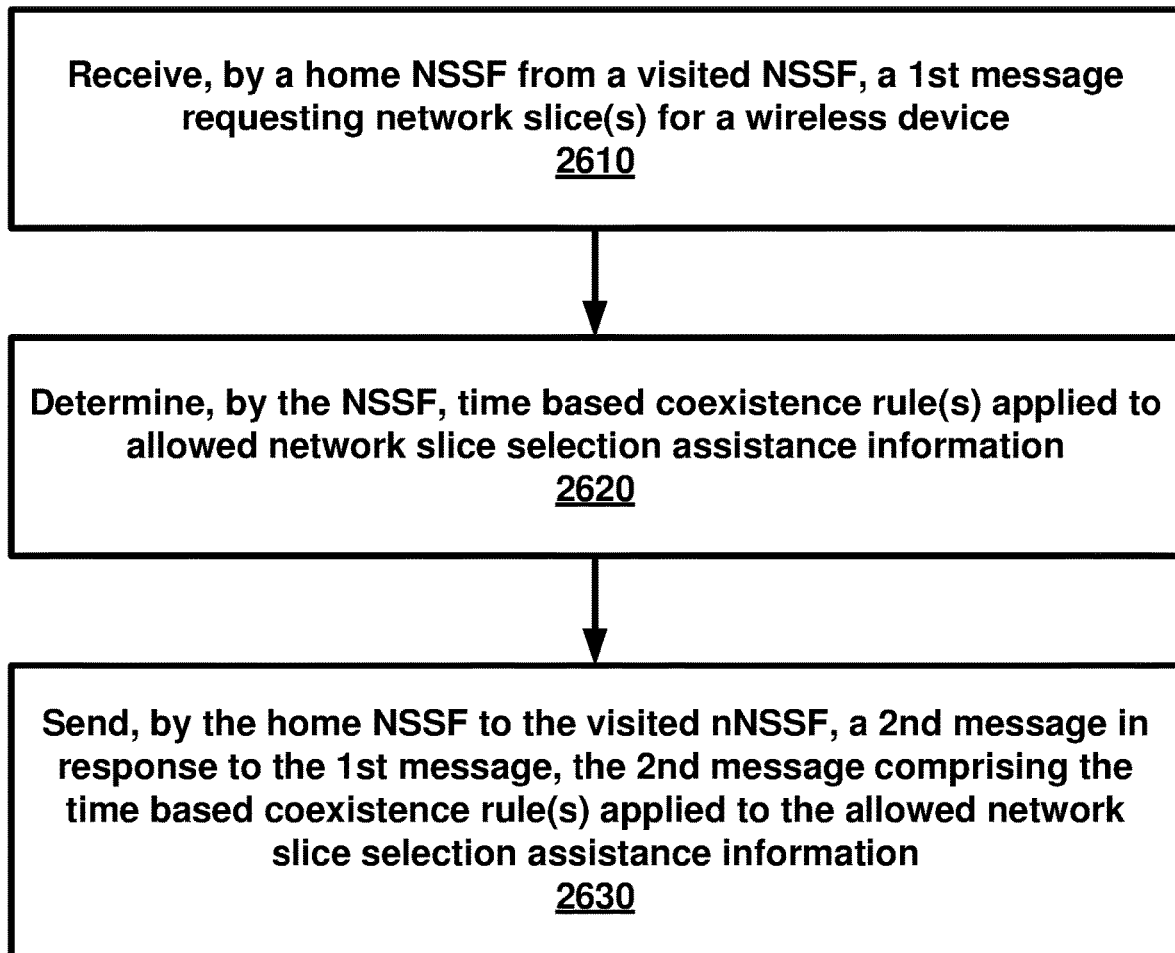 Receive, by a home NSSF from a visited NSSF, a 1st message
requesting network slice(s) for a wireless device
2610
Determine, by the NSSF, time based coexistence rule(s) applied to
allowed network slice selection assistance information
2620
Send, by the home NSSF to the visited nNSSF, a 2nd message in
response to the 1st message, the 2nd message comprising the
time based coexistence rule(s) applied to the allowed network
slice selection assistance information
2630